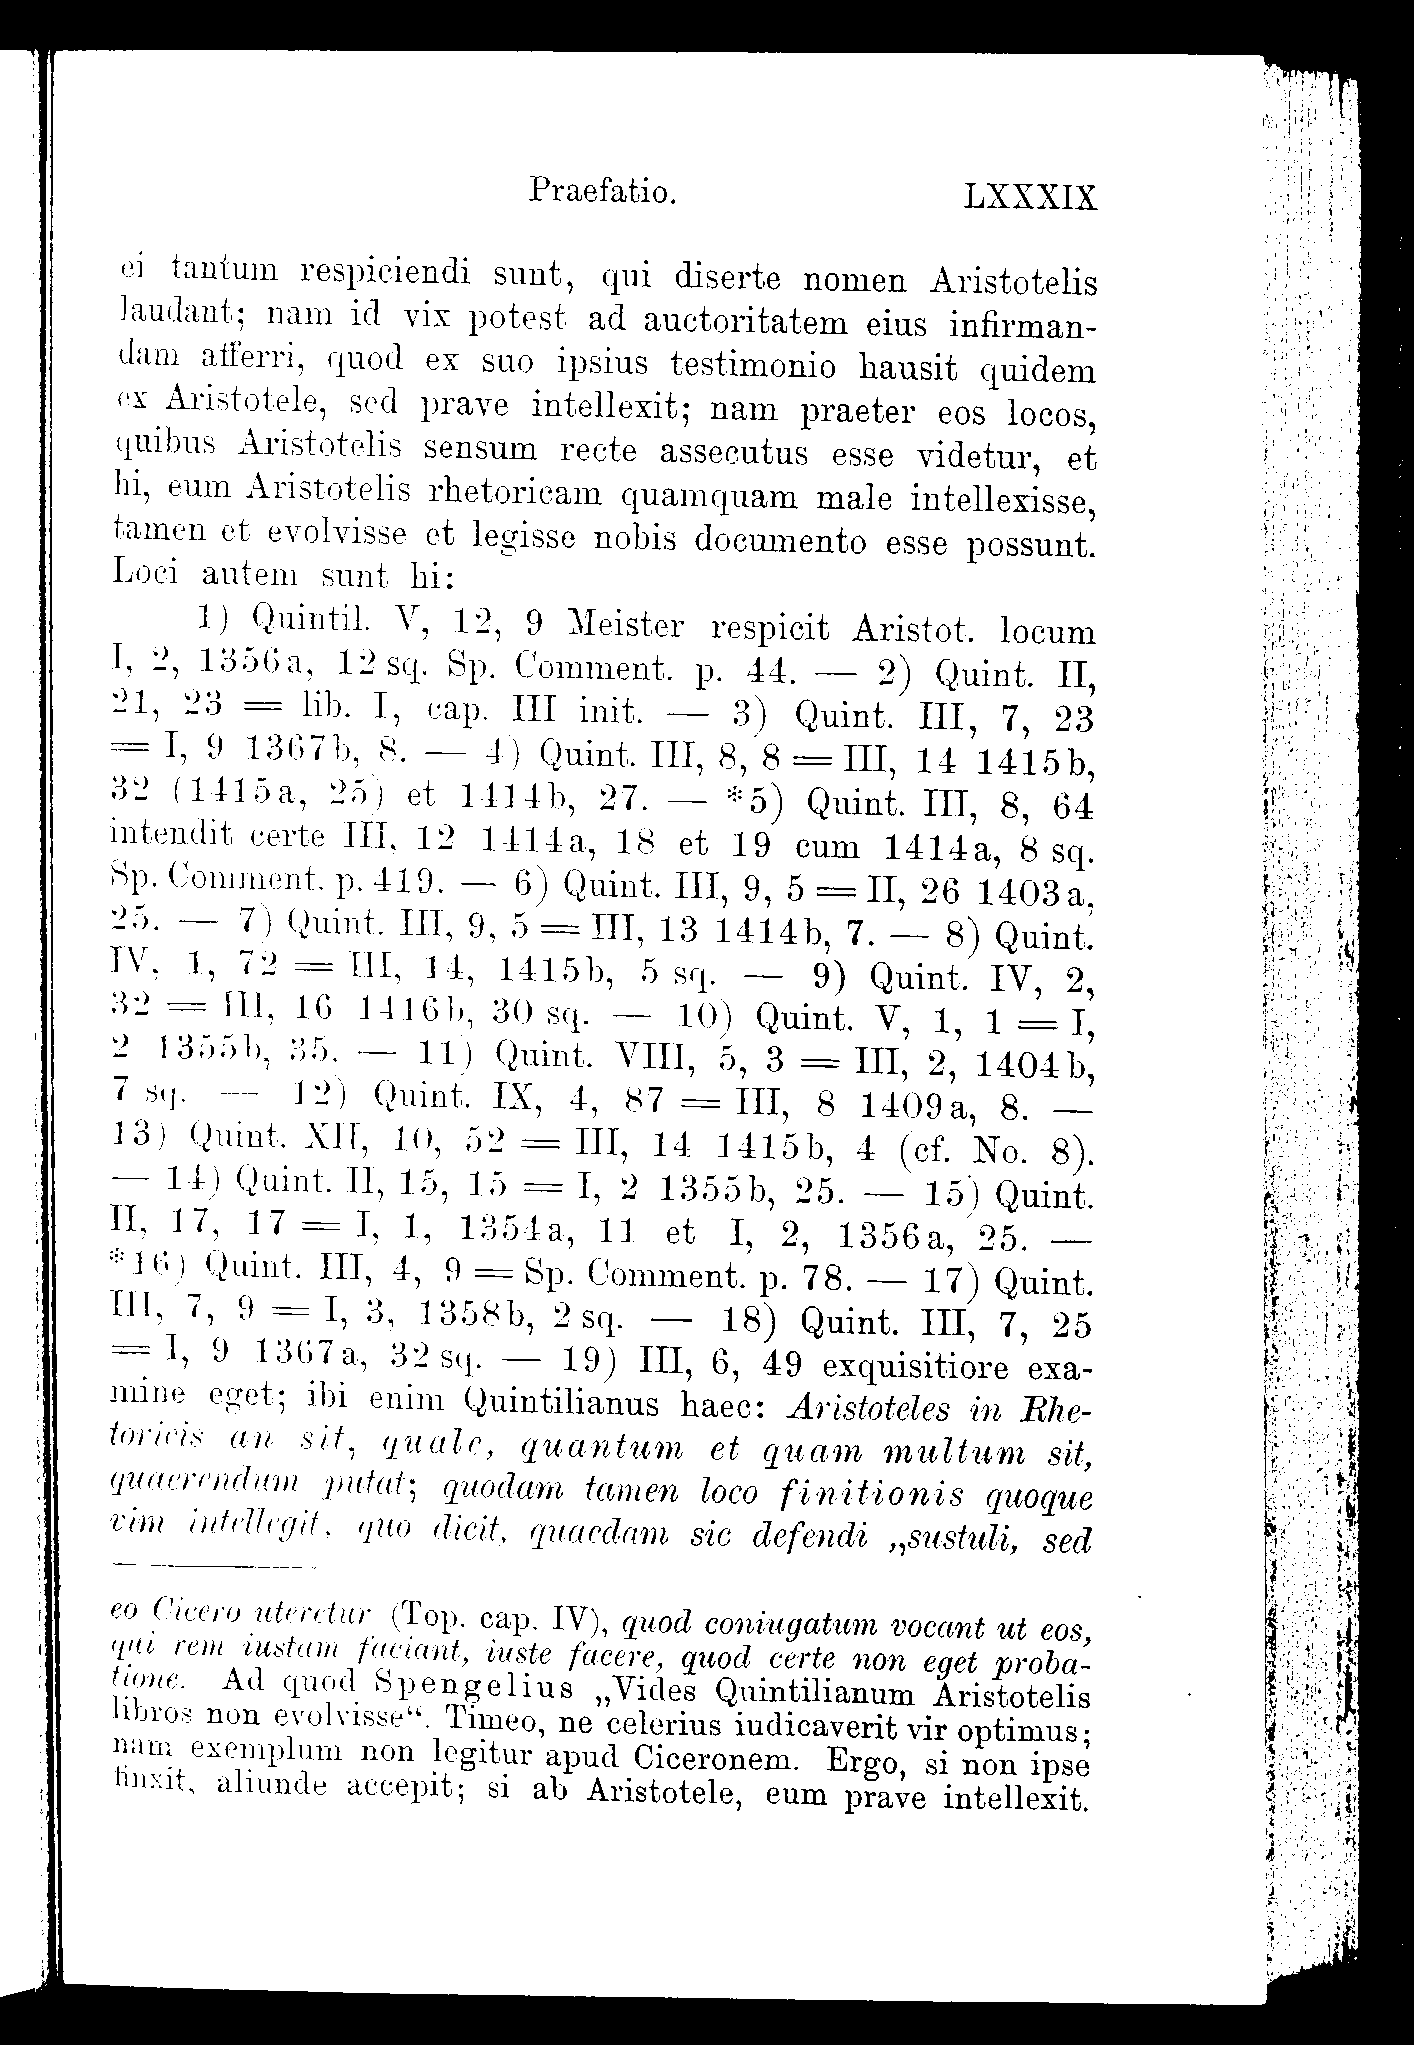 Praefatio. LXXXIX
ei tantum respiciendi sunt, qui diserte nomen Aristotelis
laudant; nam id vix potest ad auctoritatem eius infirman-
dam afferri, quod ex suo ipsius testimonio hausit quidem
ex Aristotele, sed prave intellexit; nam praeter eos locos,
quibus Aristotelis sensum recte assecutus esse videtur, et
hi, eum Aristotelis rhetoricam quamquam male intellexisse,
tamen et evolvisse et legisse nobis documento esse possunt.
Loci autem sunt hi:
1) Quintil. V, 12, 9 Meister respicit Aristot. locum
I, 2, 1356a, 12 sq. Sp. Comment. p. 44. — 2) Quint. II,
21, 23 = lib. I, cap. III init. — 3) Quint. III, 7, 23
= I, 9 1367b, 8. — 4) Quint. III, 8, 8 = III, 14 1415b,
32 (1415a, 25) et 1414b, 27. — *5) Quint. III, 8, 64
intendit certe III, 12 1414a, 18 et 19 cum 1414a, 8 sq.
Sp. Comment. p. 419. — 6) Quint. III, 9, 5 = II, 26 1403a,
25. — 7) Quint. III, 9, 5 = III, 13 1414b, 7. — 8) Quint.
IV, 1, 72 = III, 14, 1415b, 5 sq. — 9) Quint. IV, 2,
32 = III, 16 1416b, 30 sq. — 10) Quint. V, 1, 1 = I,
2 1355b, 35. — 11) Quint. VIII, 5, 3 = III, 2, 1404b,
7 sq. — 12) Quint. IX, 4, 87 = III, 8 1409a, 8. —
13) Quint. XII, 10, 52 = III, 14 1415b, 4 (cf. No. 8).
— 14) Quint. II, 15, 15 = I, 2 1355b, 25. — 15) Quint.
II, 17, 17 = I, 1, 1354a, 11 et I, 2, 1356a, 25. —
*16) Quint. III, 4, 9 = Sp. Comment. p. 78. — 17) Quint.
III, 7, 9 = I, 3, 1358b, 2 sq. — 18) Quint. III, 7, 25
= I, 9 1367a, 32 sq. — 19) III, 6, 49 exquisitiore exa-
mine eget; ibi enim Quintilianus haec: Aristoteles in Rhe-
toricis an sit, quale, quantum et quam multum sit,
quaerendum putat; quodam tamen loco finitionis quoque
vim intellegit, quo dicit, quaedam sic defendi „sustuli, sed
eo Cicero uteretur (Top. cap. IV), quod coniugatum vocant ut eos,
qui rem iustam faciant, iuste facere, quod certe non eget proba-
tione. Ad quod Spengelius „Vides Quintilianum Aristotelis
libros non evolvisse“. Timeo, ne celerius iudicaverit vir optimus;
nam exemplum non legitur apud Ciceronem. Ergo, si non ipse
finxit, aliunde accepit; si ab Aristotele, eum prave intellexit.